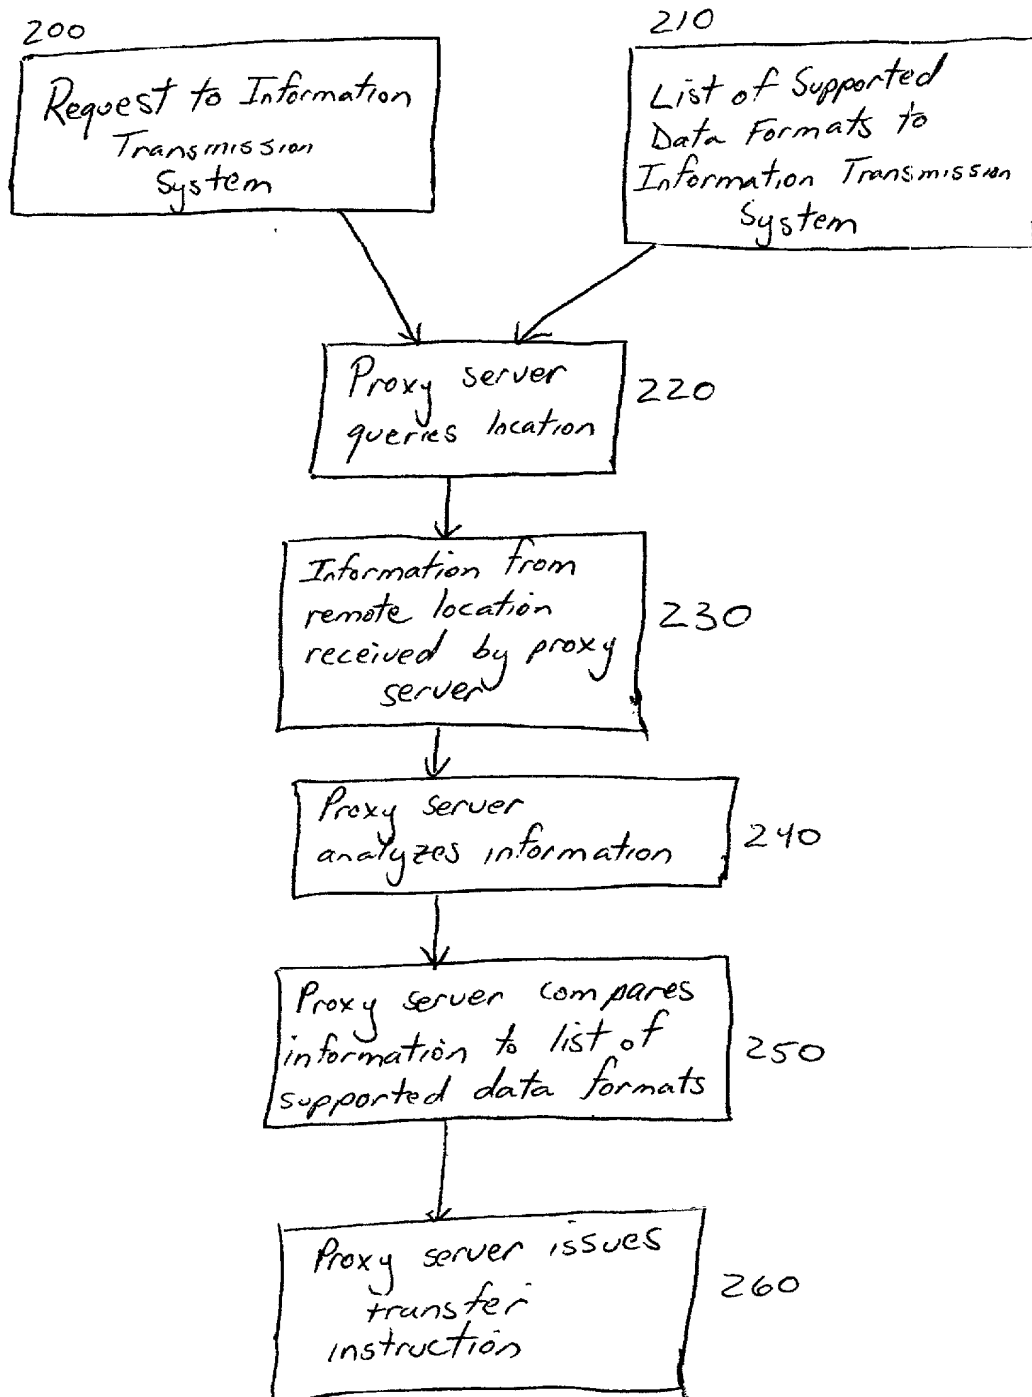 200
Request to Information
Transmission
System
210
List of Supported
Data Formats to
Information Transmission
System
Proxy server
queries location
220
Information from
remote location
received by proxy
server
230
Proxy server
analyzes information
240
Proxy server compares
information to list of
supported data formats
250
Proxy server issues
transfer
instruction
260